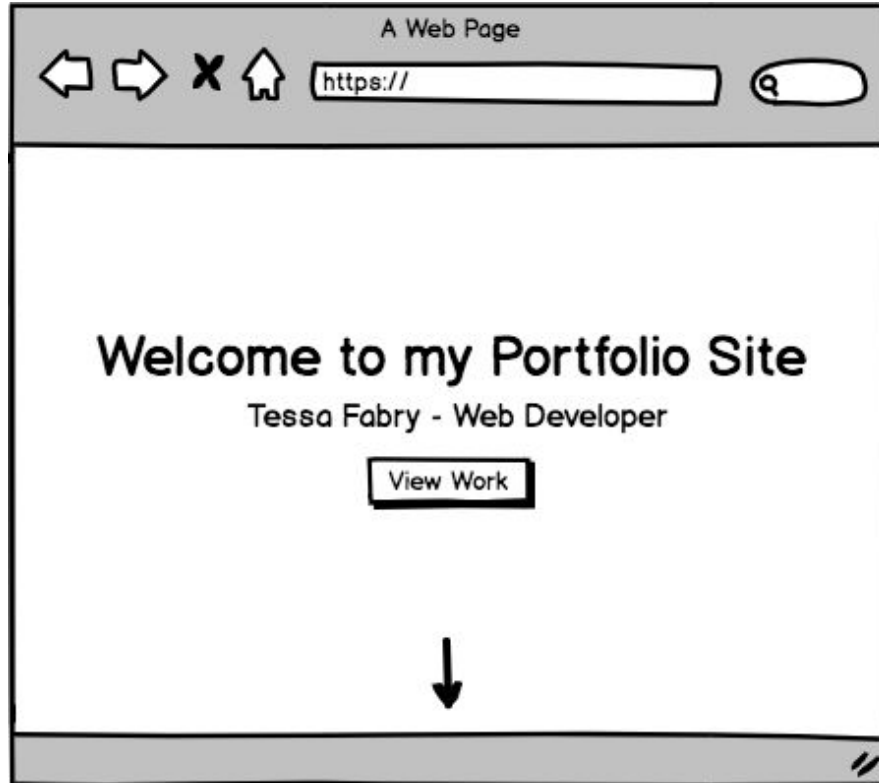 A Web Page
https://
Welcome to my Portfolio Site
Tessa Fabry - Web Developer
View Work